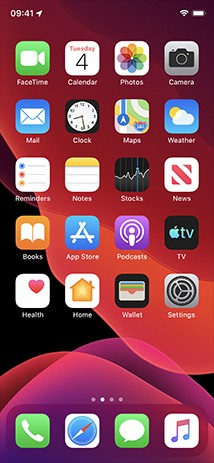 09:41
Tuesday
4
FaceTime Calendar Photos Camera
Mail Clock Maps Weather
Reminders Notes Stocks News
tv
Books App Store Podcasts TV
Health Home Wallet Settings